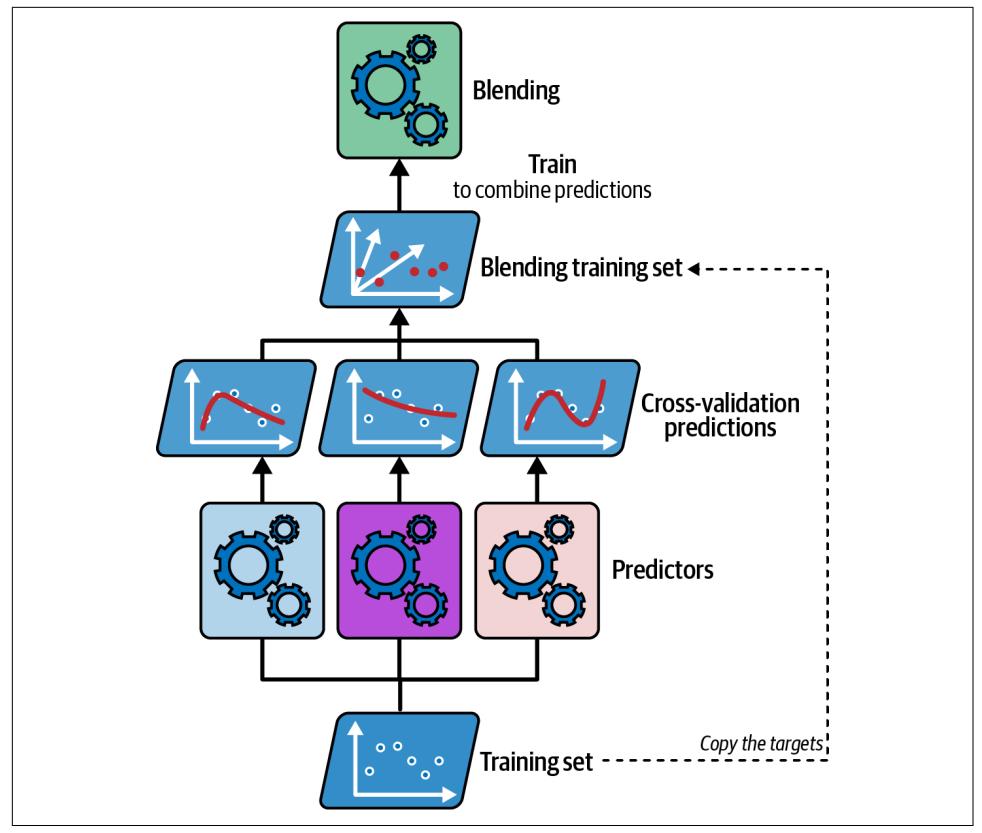 Blending
Train
to combine predictions
Blending training set
Cross-validation
predictions
Predictors
Copy the targets
Training set